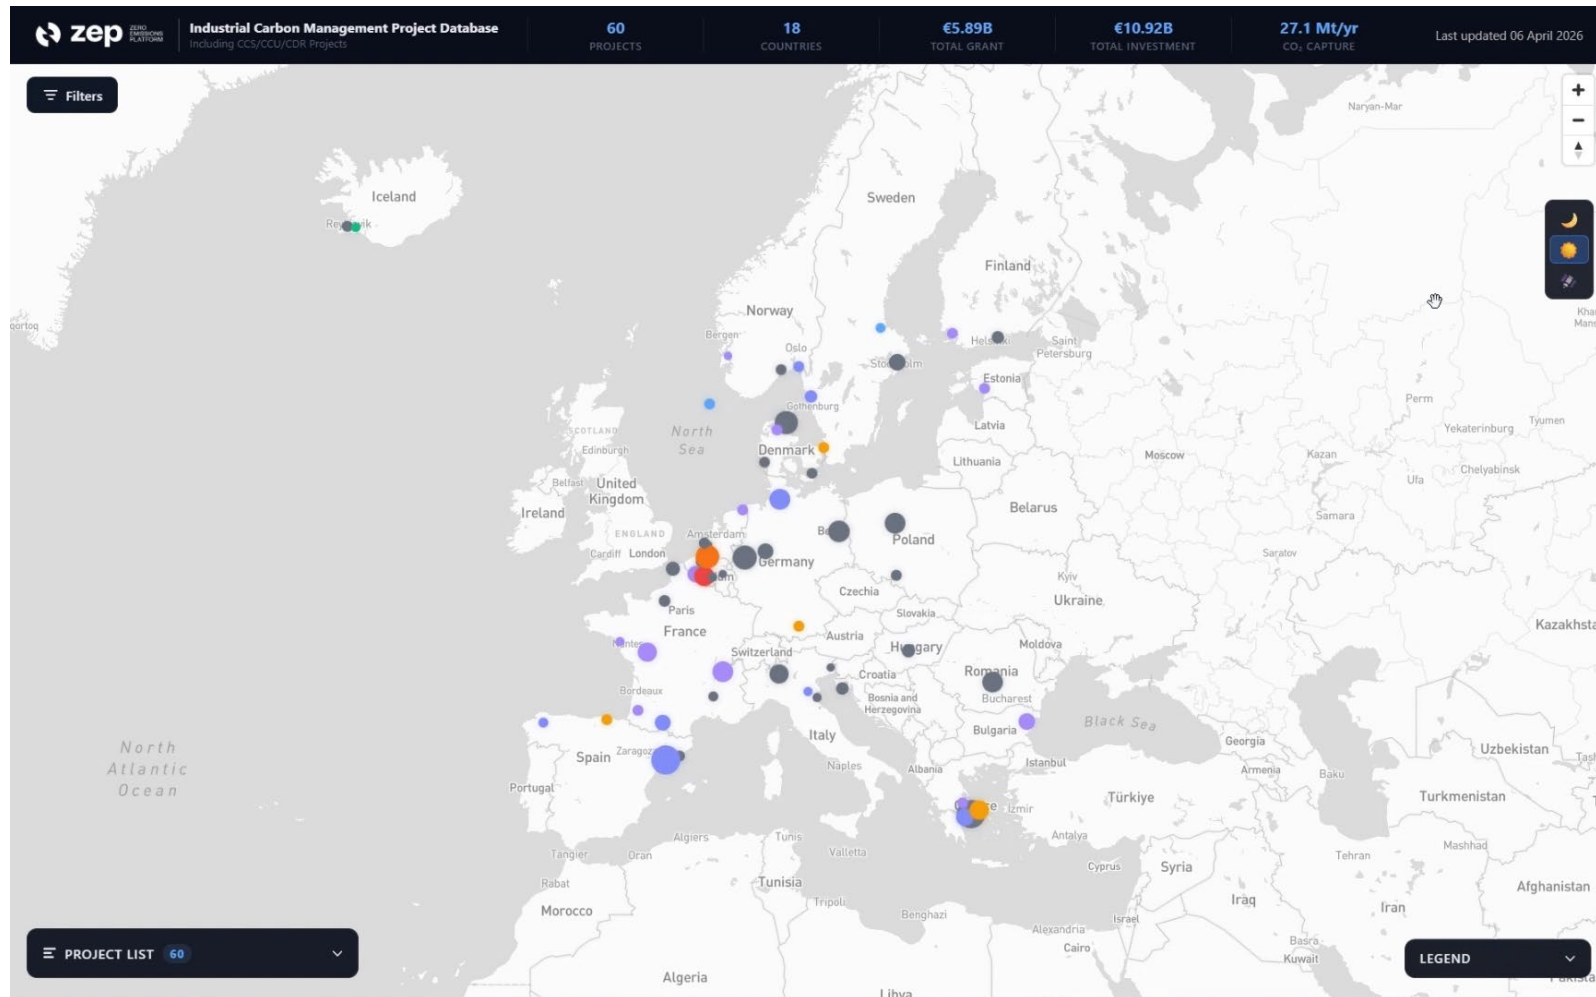 zep ZERO EMISSIONS PLATFORM
Industrial Carbon Management Project Database
Including CCS/CCU/CDR Projects
60
PROJECTS
18
COUNTRIES
€5.89B
TOTAL GRANT
€10.92B
TOTAL INVESTMENT
27.1 Mt/yr
CO₂ CAPTURE
Last updated 06 April 2026
Filters
Naryan-Mar
Iceland
Sweden
Finland
Norway
Bergen
Oslo
Saint
Petersburg
Estonia
Gothenburg
Perm
Tyumen
Yekaterinburg
SCOTLAND
North
Sea
Latvia
Edinburgh
Denmark
Moscow
Kazan
Lithuania
Chelyabinsk
Ufa
Belfast
United
Kingdom
Ireland
Belarus
Samara
ENGLAND
Amsterdam
Poland
Cardiff
London
Germany
Saratov
Kyiv
Czechia
Ukraine
Paris
Slovakia
France
Austria
Moldova
Switzerland
Croatia
Romania
Bordeaux
Bosnia and
Herzegovina
Bucharest
Black Sea
Bulgaria
Italy
Georgia
North
Atlantic
Ocean
Spain
Naples
Albania
Istanbul
Armenia
Baku
Uzbekistan
Portugal
Türkiye
Izmir
Turkmenistan
Algiers
Tunis
Antalya
Valletta
Tangier
Oran
Cyprus
Syria
Tehran
Mashhad
Rabat
Tunisia
Afghanistan
Morocco
Tripoli
Benghazi
Iraq
Iran
Israel
Alexandria
Cairo
Basra
Kuwait
PROJECT LIST 60
LEGEND
Algeria
Libya